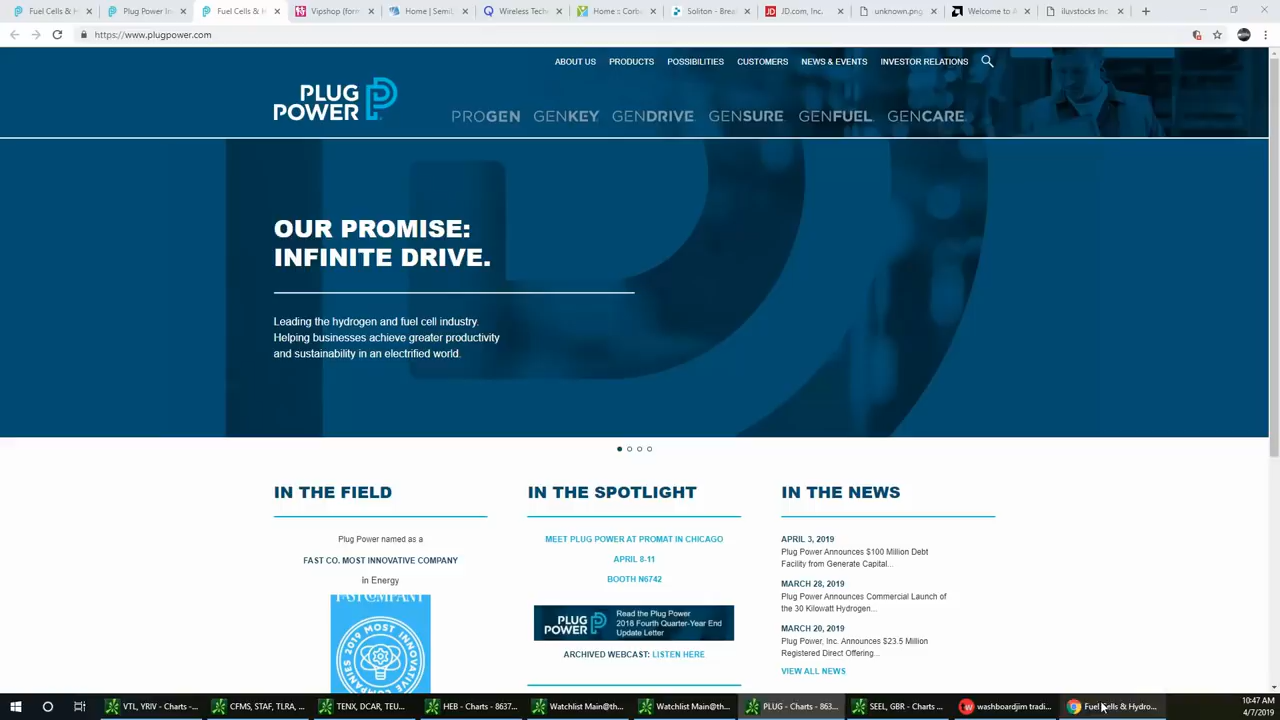 Fuel Cells & H
Plug Power In
Fuel Cells & H
Vipshop (form
Home | Semil
Wireless Tech
Home : Corb
Soliton - Brea
JD.com, Inc.
unknown.png
Welcome to A
iluvstocks Inc
https://www.plugpower.com
ABOUT US PRODUCTS POSSIBILITIES CUSTOMERS NEWS & EVENTS INVESTOR RELATIONS
PLUG POWER
PROGEN GENKEY GENDRIVE GENSURE GENFUEL GENCARE
OUR PROMISE:
INFINITE DRIVE.
Leading the hydrogen and fuel cell industry.
Helping businesses achieve greater productivity
and sustainability in an electrified world.
IN THE FIELD
Plug Power named as a
FAST CO. MOST INNOVATIVE COMPANY
in Energy
FAST COMPANY
2019 MOST INNOVATIVE COMPANIES
IN THE SPOTLIGHT
MEET PLUG POWER AT PROMAT IN CHICAGO
APRIL 8-11
BOOTH N6742
PLUG POWER
Read the Plug Power
2018 Fourth Quarter-Year End
Update Letter
ARCHIVED WEBCAST: LISTEN HERE
IN THE NEWS
APRIL 3, 2019
Plug Power Announces $100 Million Debt
Facility from Generate Capital...
MARCH 28, 2019
Plug Power Announces Commercial Launch of
the 30 Kilowatt Hydrogen...
MARCH 20, 2019
Plug Power, Inc. Announces $23.5 Million
Registered Direct Offering...
VIEW ALL NEWS
VTL, YRIV - Charts -...
CFMS, STAF, TLRA, ...
TENX, DCAR, TEU...
HEB - Charts - 8637...
Watchlist Main@th...
Watchlist Main@th...
PLUG - Charts - 863...
SEEL, GBR - Charts ...
washboardjim tradi...
Fuel Cells & Hydro...
10:47 AM
4/7/2019